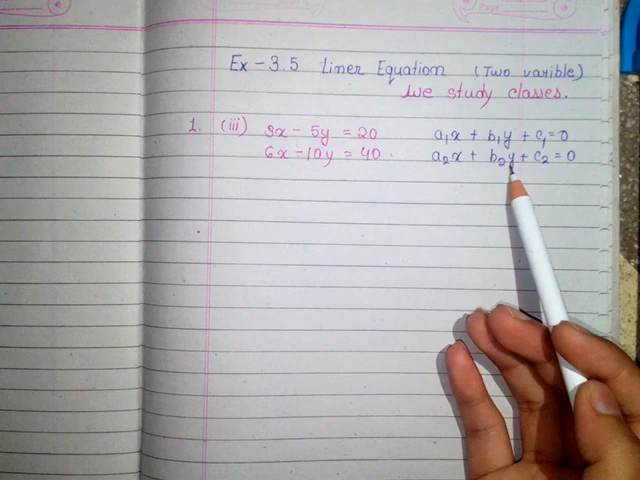 Page
Ex - 3.5 Liner Equation (Two varible)
We study classes.
1. (iii) 3x - 5y = 20 a₁x + b₁y + c₁ = 0
6x - 10y = 40. a₂x + b₂y + c₂ = 0